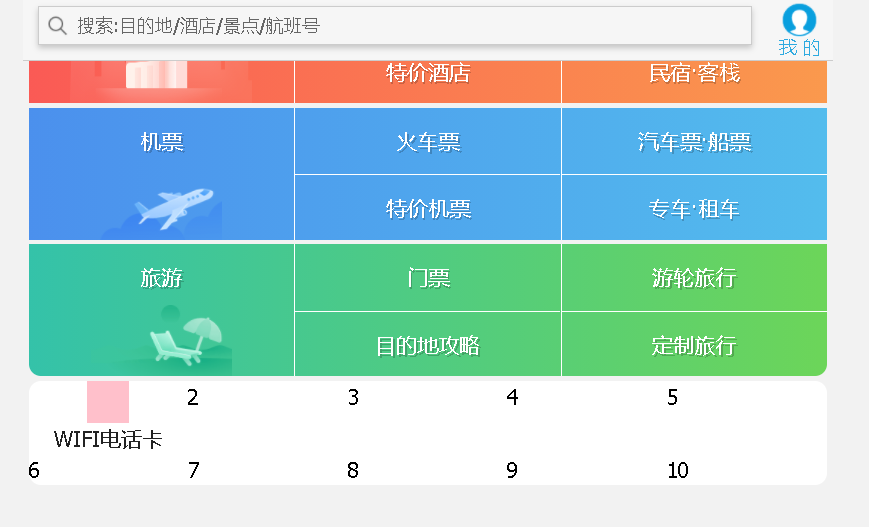 搜索:目的地/酒店/景点/航班号
我 的
特价酒店
民宿·客栈
机票
火车票
汽车票·船票
特价机票
专车·租车
旅游
门票
游轮旅行
目的地攻略
定制旅行
2
3
4
5
WIFI电话卡
6
7
8
9
10